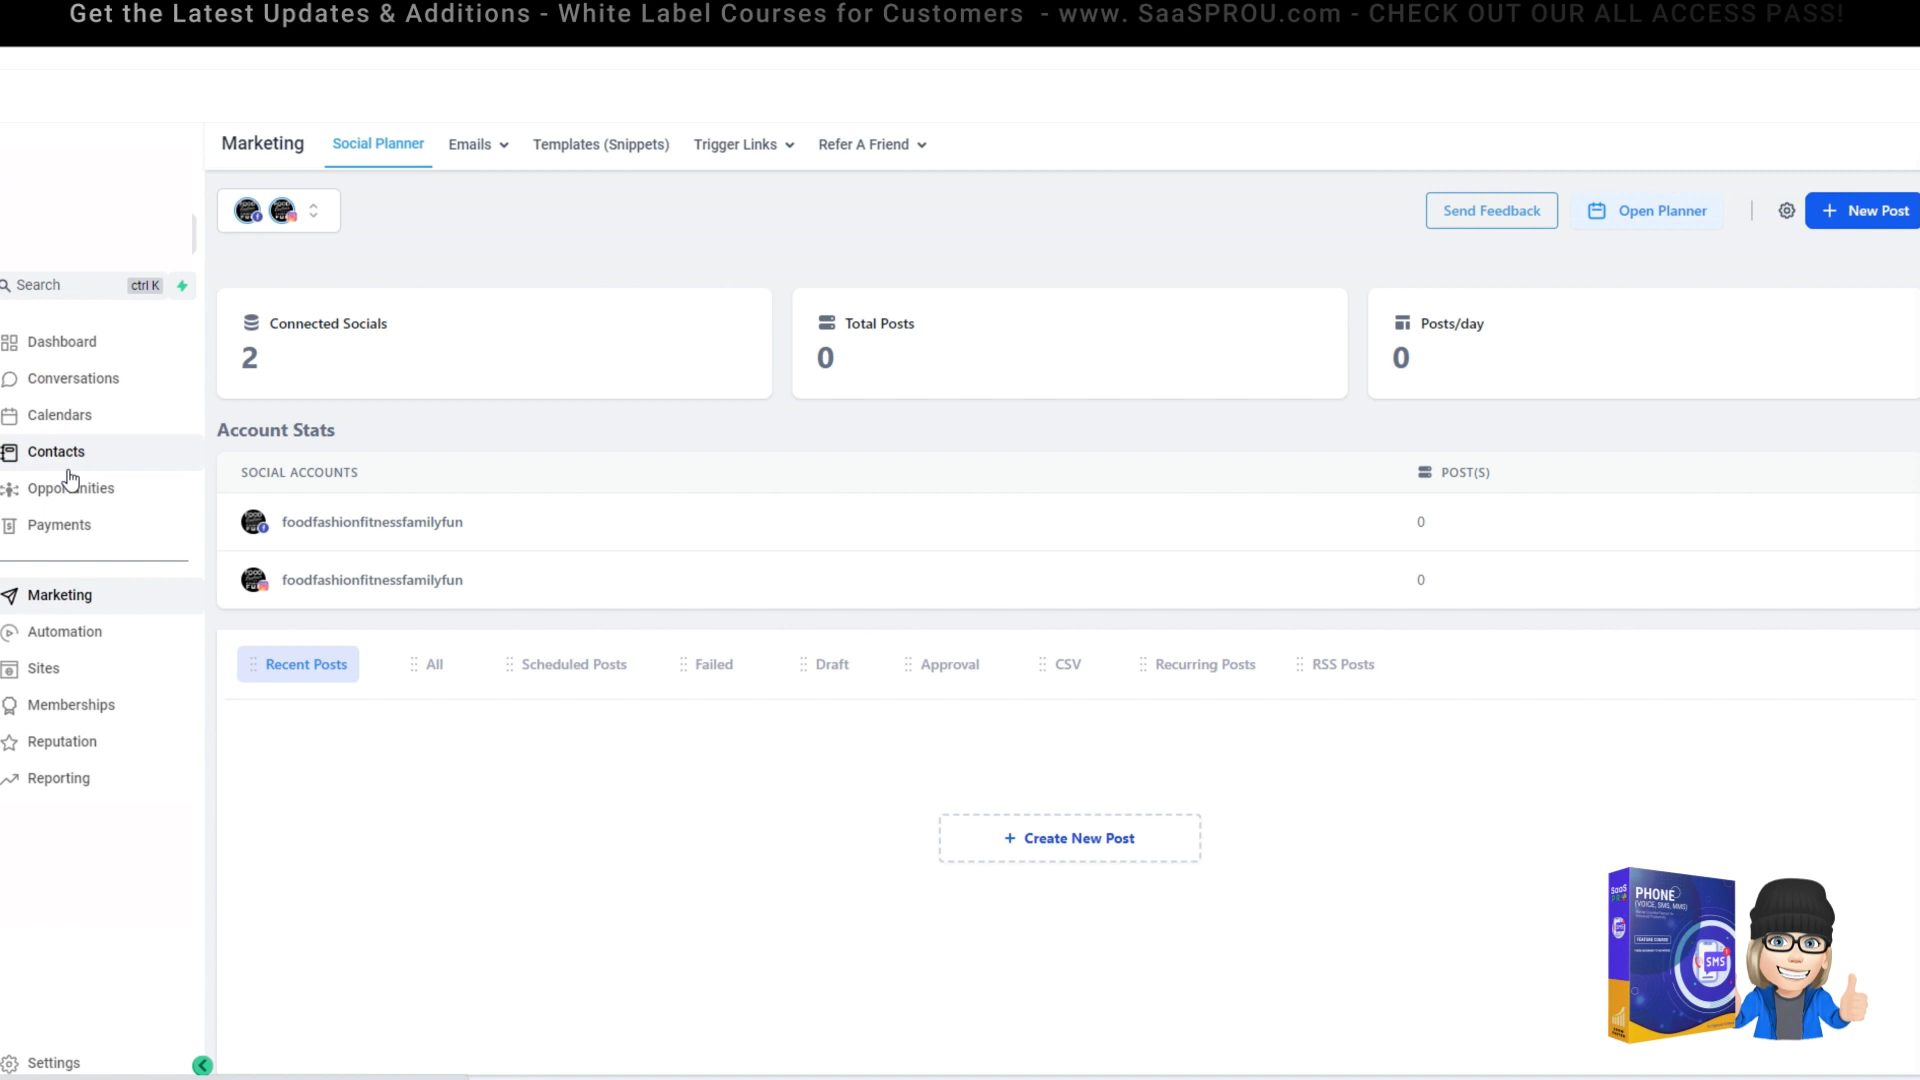 Get the Latest Updates & Additions - White Label Courses for Customers - www. SaaSPROU.com - CHECK OUT OUR ALL ACCESS PASS!
Marketing
Social Planner
Emails
Templates (Snippets)
Trigger Links
Refer A Friend
Send Feedback
Open Planner
+ New Post
Search
ctrl K
Dashboard
Conversations
Calendars
Contacts
Opportunities
Payments
Marketing
Automation
Sites
Memberships
Reputation
Reporting
Settings
Connected Socials
2
Total Posts
0
Posts/day
0
Account Stats
SOCIAL ACCOUNTS
POST(S)
foodfashionfitnessfamilyfun
0
foodfashionfitnessfamilyfun
0
Recent Posts
All
Scheduled Posts
Failed
Draft
Approval
CSV
Recurring Posts
RSS Posts
+ Create New Post
SaaS
PHONE
(VOICE, SMS, MMS)
FEATURE COURSE
SMS